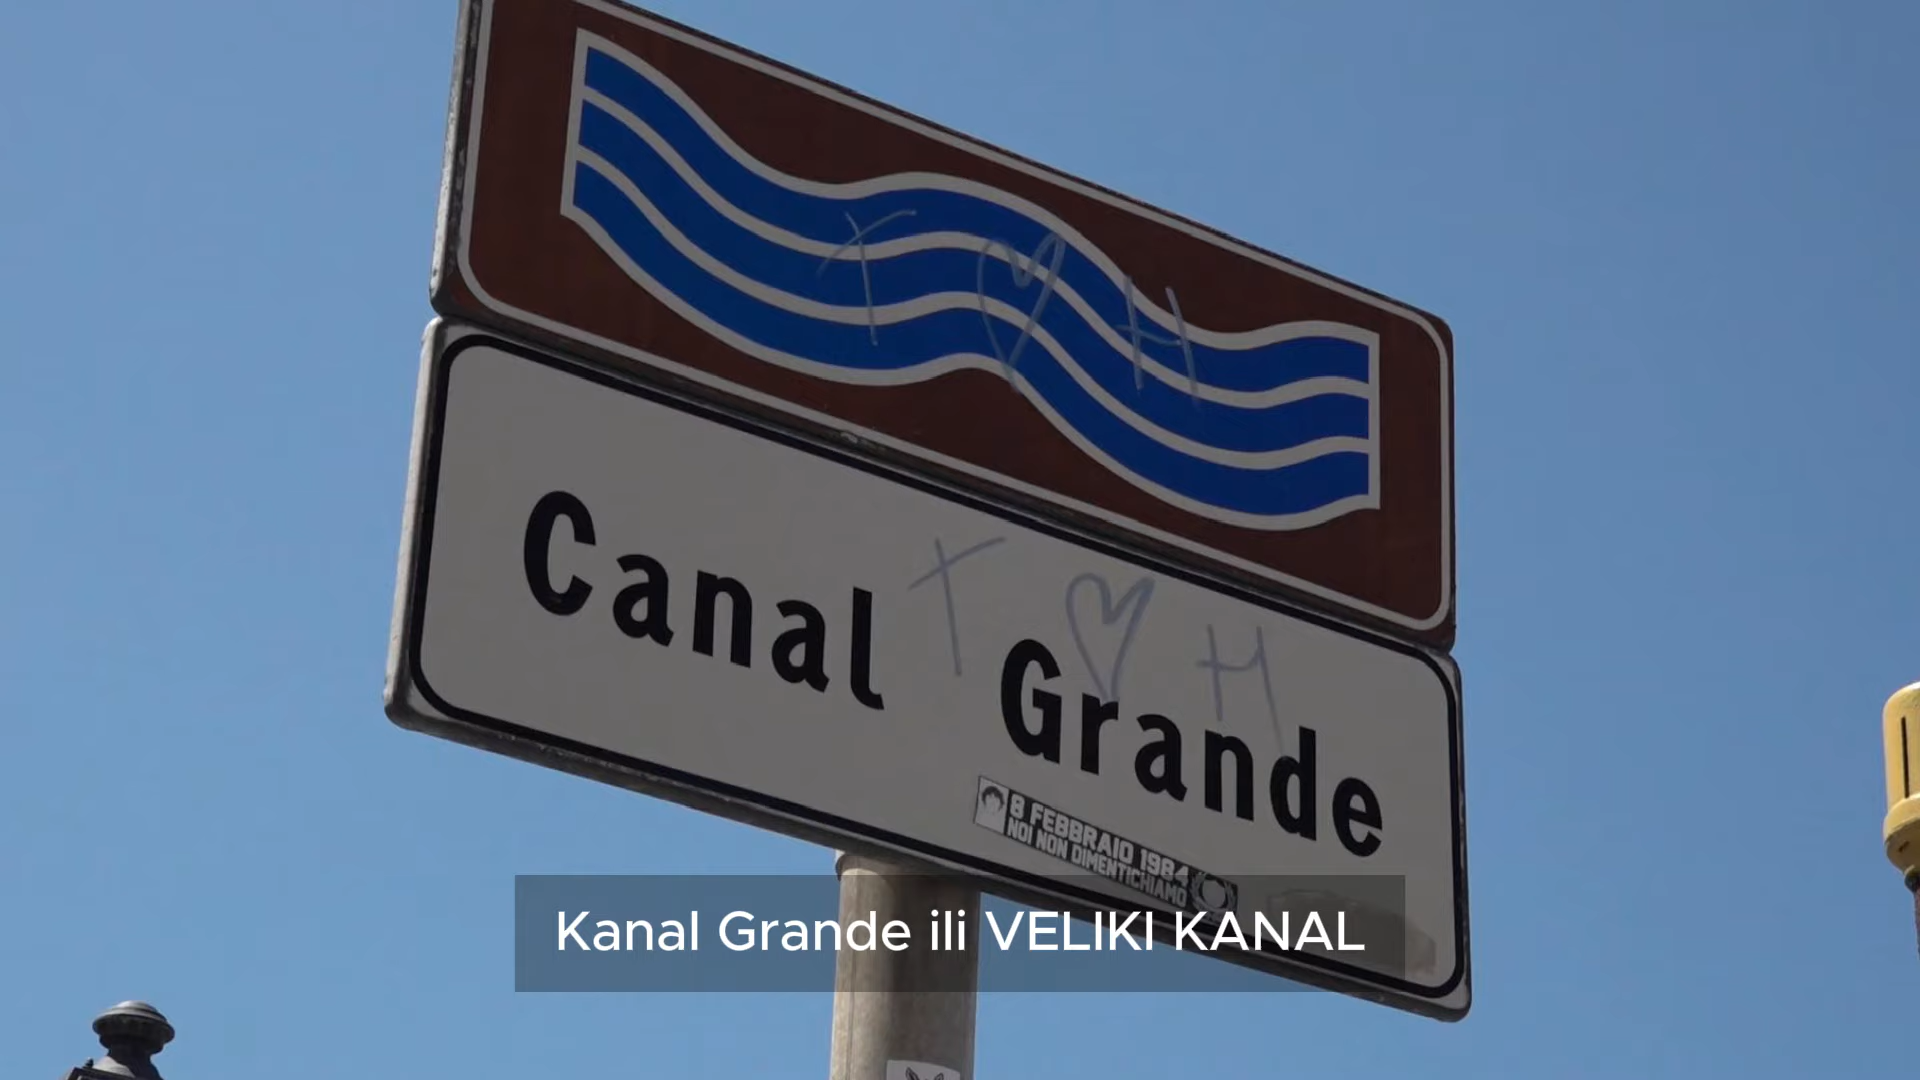 T ♡ H
Canal Grande
T ♡ H
8 FEBBRAIO 1984
NOI NON DIMENTICHIAMO
Kanal Grande ili VELIKI KANAL